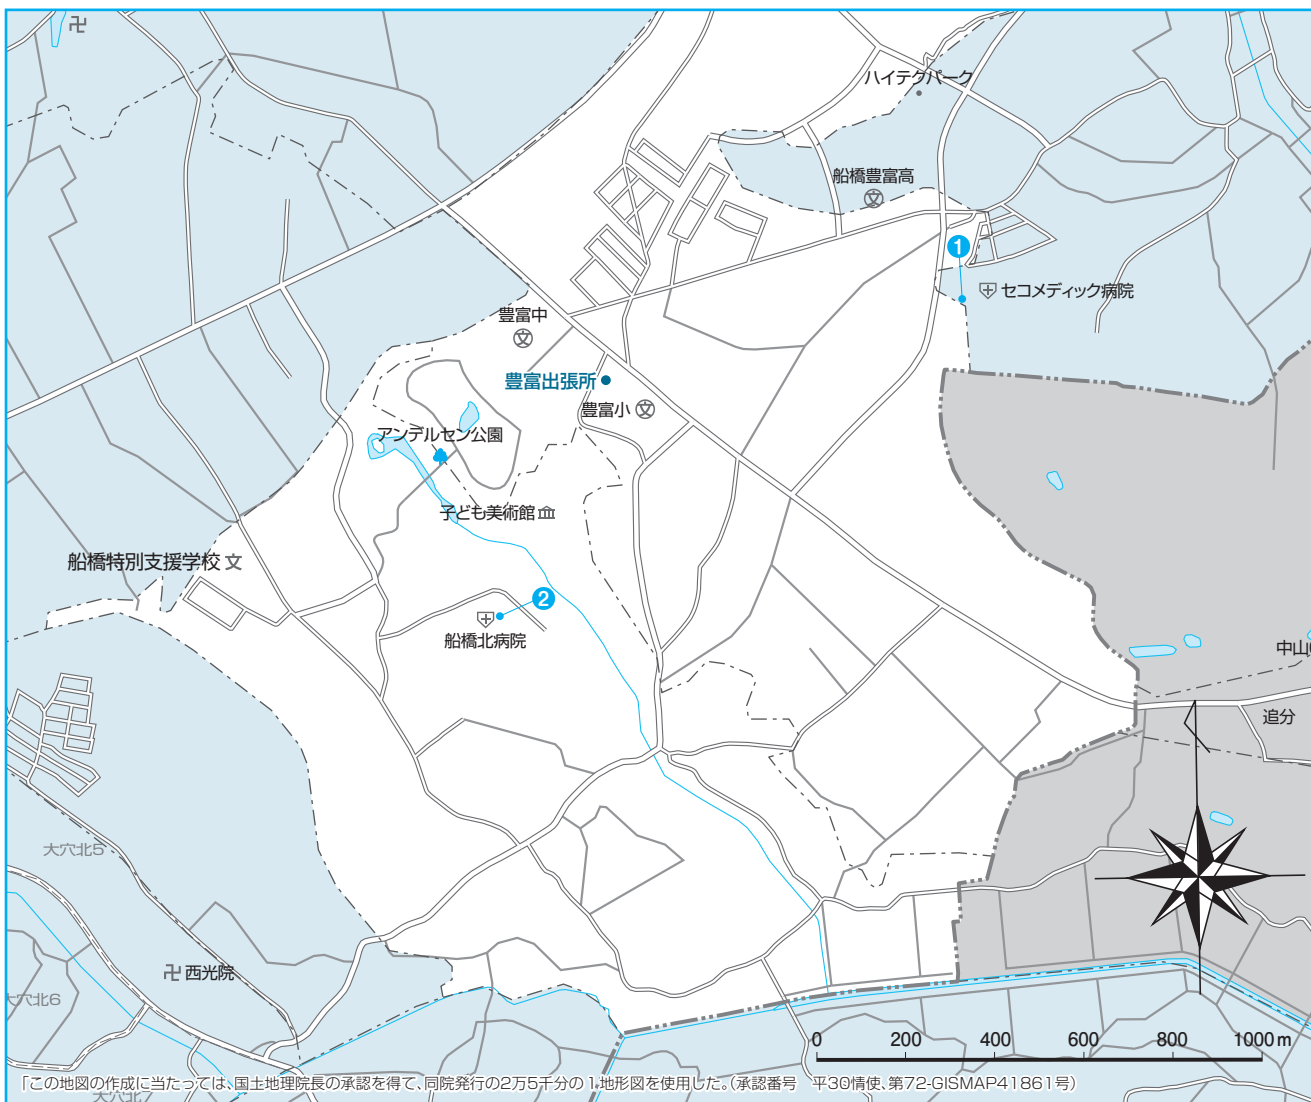 ハイテクパーク
船橋豊富高
1
セコメディック病院
豊富中
豊富出張所
豊富小
アンデルセン公園
子ども美術館
船橋特別支援学校
2
船橋北病院
中山
追分
大穴北5
西光院
大穴北6
0 200 400 600 800 1000m
「この地図の作成に当たっては、国土地理院長の承認を得て、同院発行の2万5千分の1地形図を使用した。(承認番号 平30情使、第72-GISMAP41861号)
大穴北7